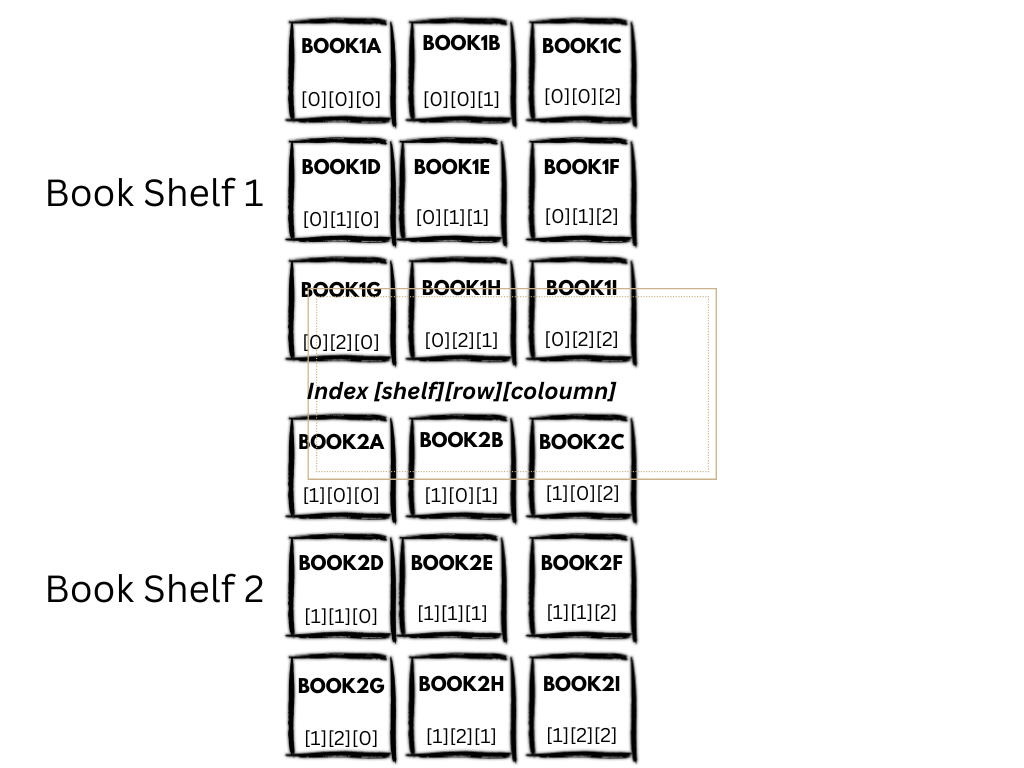 BOOK1A BOOK1B BOOK1C
[0][0][0] [0][0][1] [0][0][2]
Book Shelf 1
BOOK1D BOOK1E BOOK1F
[0][1][0] [0][1][1] [0][1][2]
BOOK1G BOOK1H BOOK1I
[0][2][0] [0][2][1] [0][2][2]
Index [shelf][row][coloumn]
BOOK2A BOOK2B BOOK2C
[1][0][0] [1][0][1] [1][0][2]
Book Shelf 2
BOOK2D BOOK2E BOOK2F
[1][1][0] [1][1][1] [1][1][2]
BOOK2G BOOK2H BOOK2I
[1][2][0] [1][2][1] [1][2][2]